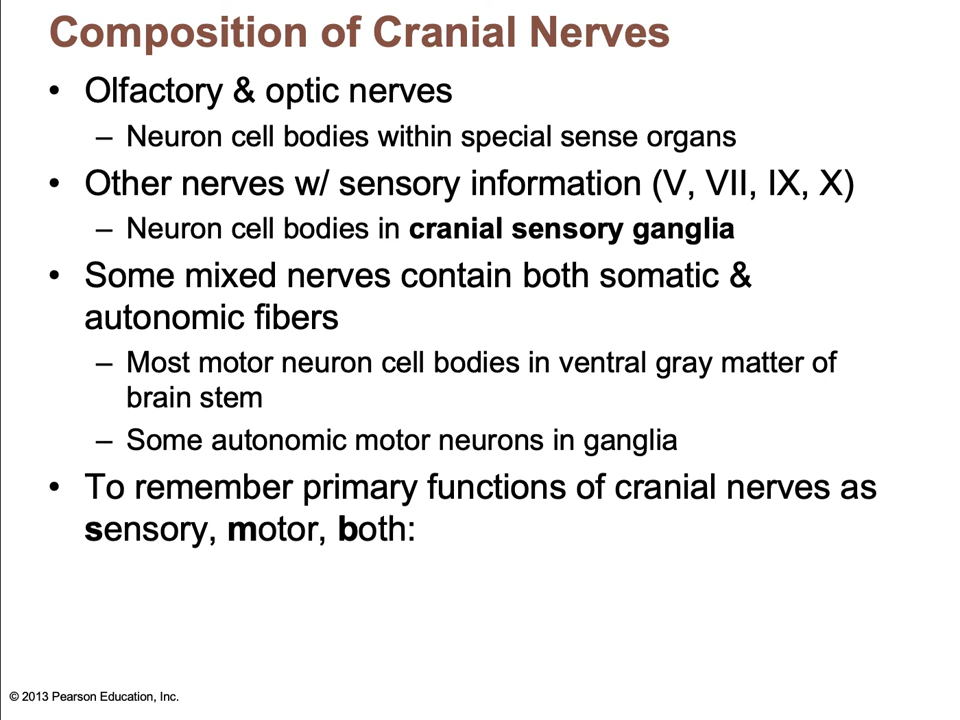 Composition of Cranial Nerves
• Olfactory & optic nerves
– Neuron cell bodies within special sense organs
• Other nerves w/ sensory information (V, VII, IX, X)
– Neuron cell bodies in cranial sensory ganglia
• Some mixed nerves contain both somatic &
autonomic fibers
– Most motor neuron cell bodies in ventral gray matter of
brain stem
– Some autonomic motor neurons in ganglia
• To remember primary functions of cranial nerves as
sensory, motor, both:
© 2013 Pearson Education, Inc.